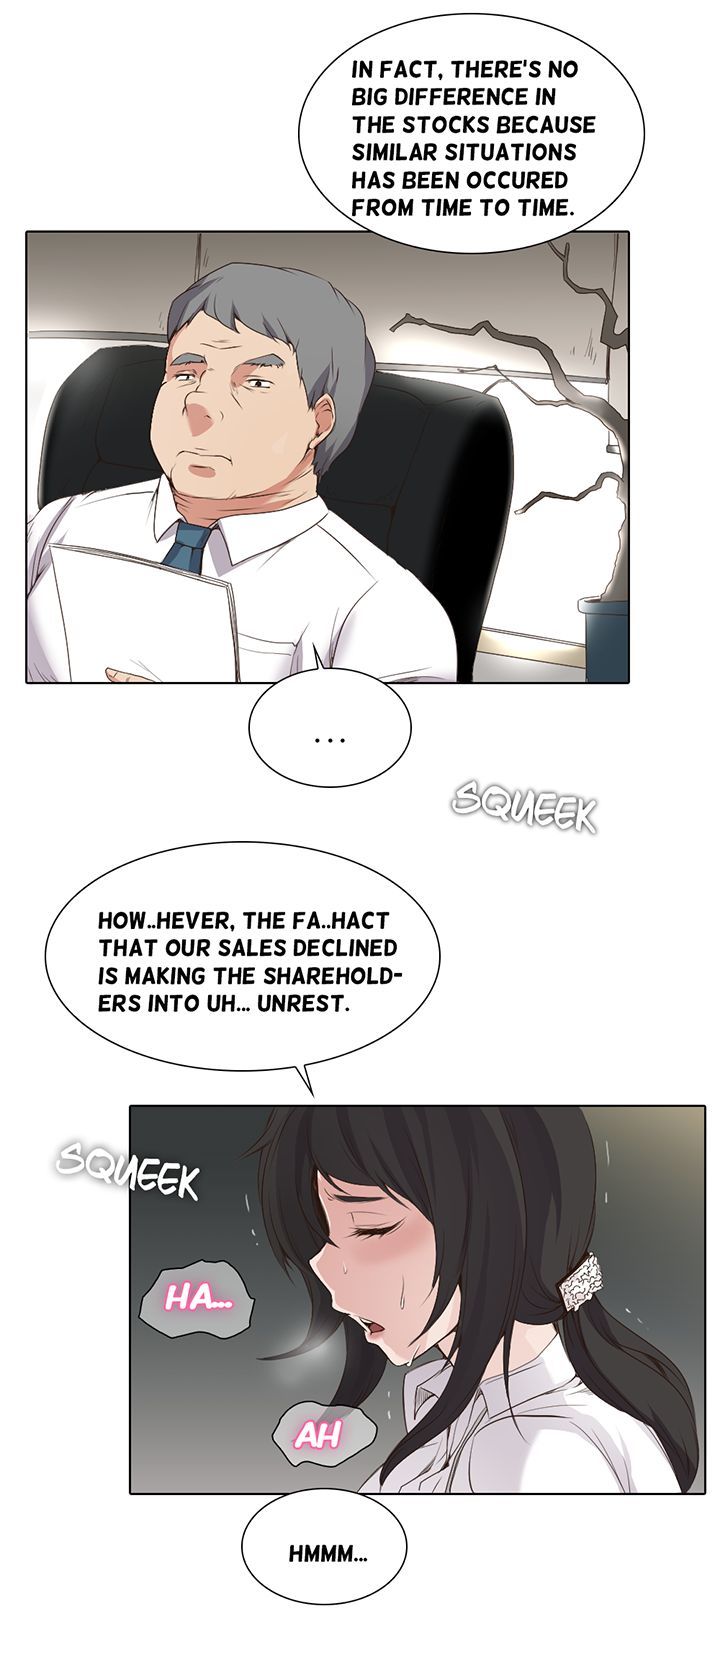 IN FACT, THERE'S NO
BIG DIFFERENCE IN
THE STOCKS BECAUSE
SIMILAR SITUATIONS
HAS BEEN OCCURED
FROM TIME TO TIME.
...
SQUEEK
HOW..HEVER, THE FA..HACT
THAT OUR SALES DECLINED
IS MAKING THE SHAREHOLD-
ERS INTO UH... UNREST.
SQUEEK
HA...
AH
HMMM...